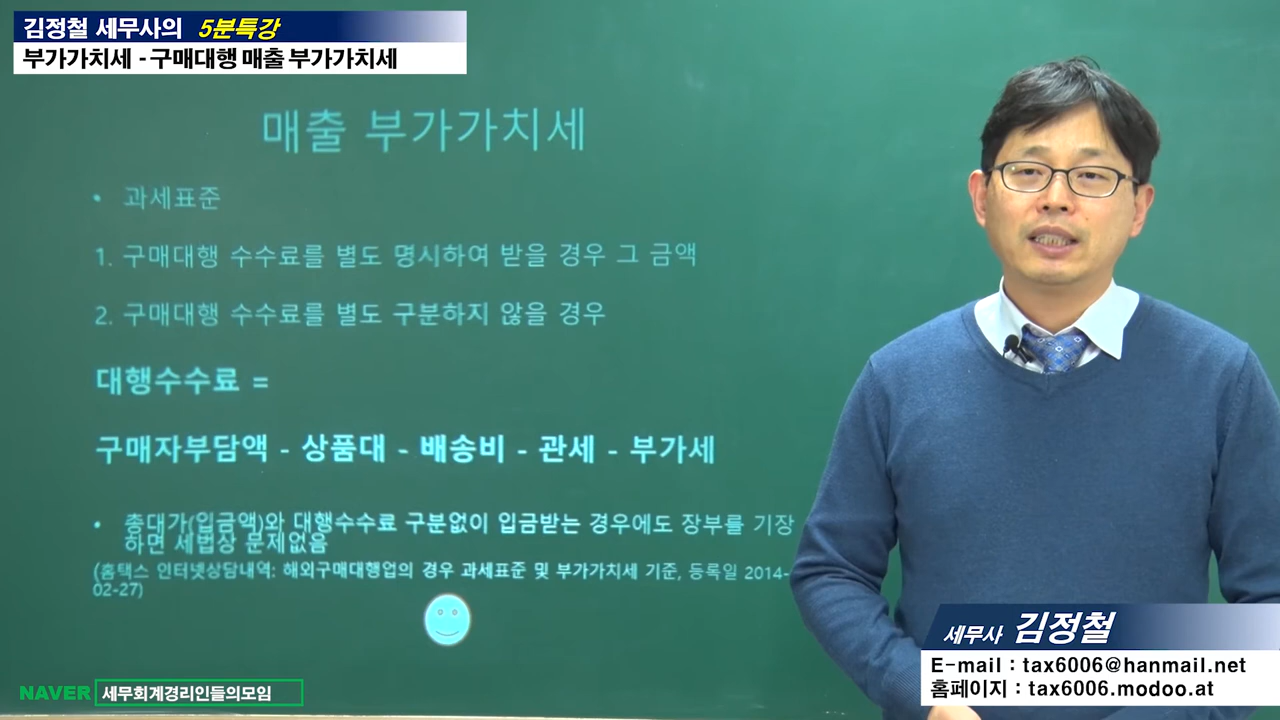 김정철 세무사의 5분특강
부가가치세 - 구매대행 매출 부가가치세
매출 부가가치세
• 과세표준
1. 구매대행 수수료를 별도 명시하여 받을 경우 그 금액
2. 구매대행 수수료를 별도 구분하지 않을 경우
대행수수료 =
구매자부담액 - 상품대 - 배송비 - 관세 - 부가세
• 총대가(입금액)와 대행수수료 구분없이 입금받는 경우에도 장부를 기장
하면 세법상 문제없음
(홈택스 인터넷상담내역: 해외구매대행업의 경우 과세표준 및 부가가치세 기준, 등록일 2014-
02-27)
세무사 김정철
E-mail : tax6006@hanmail.net
홈페이지 : tax6006.modoo.at
NAVER 세무회계경리인들의모임